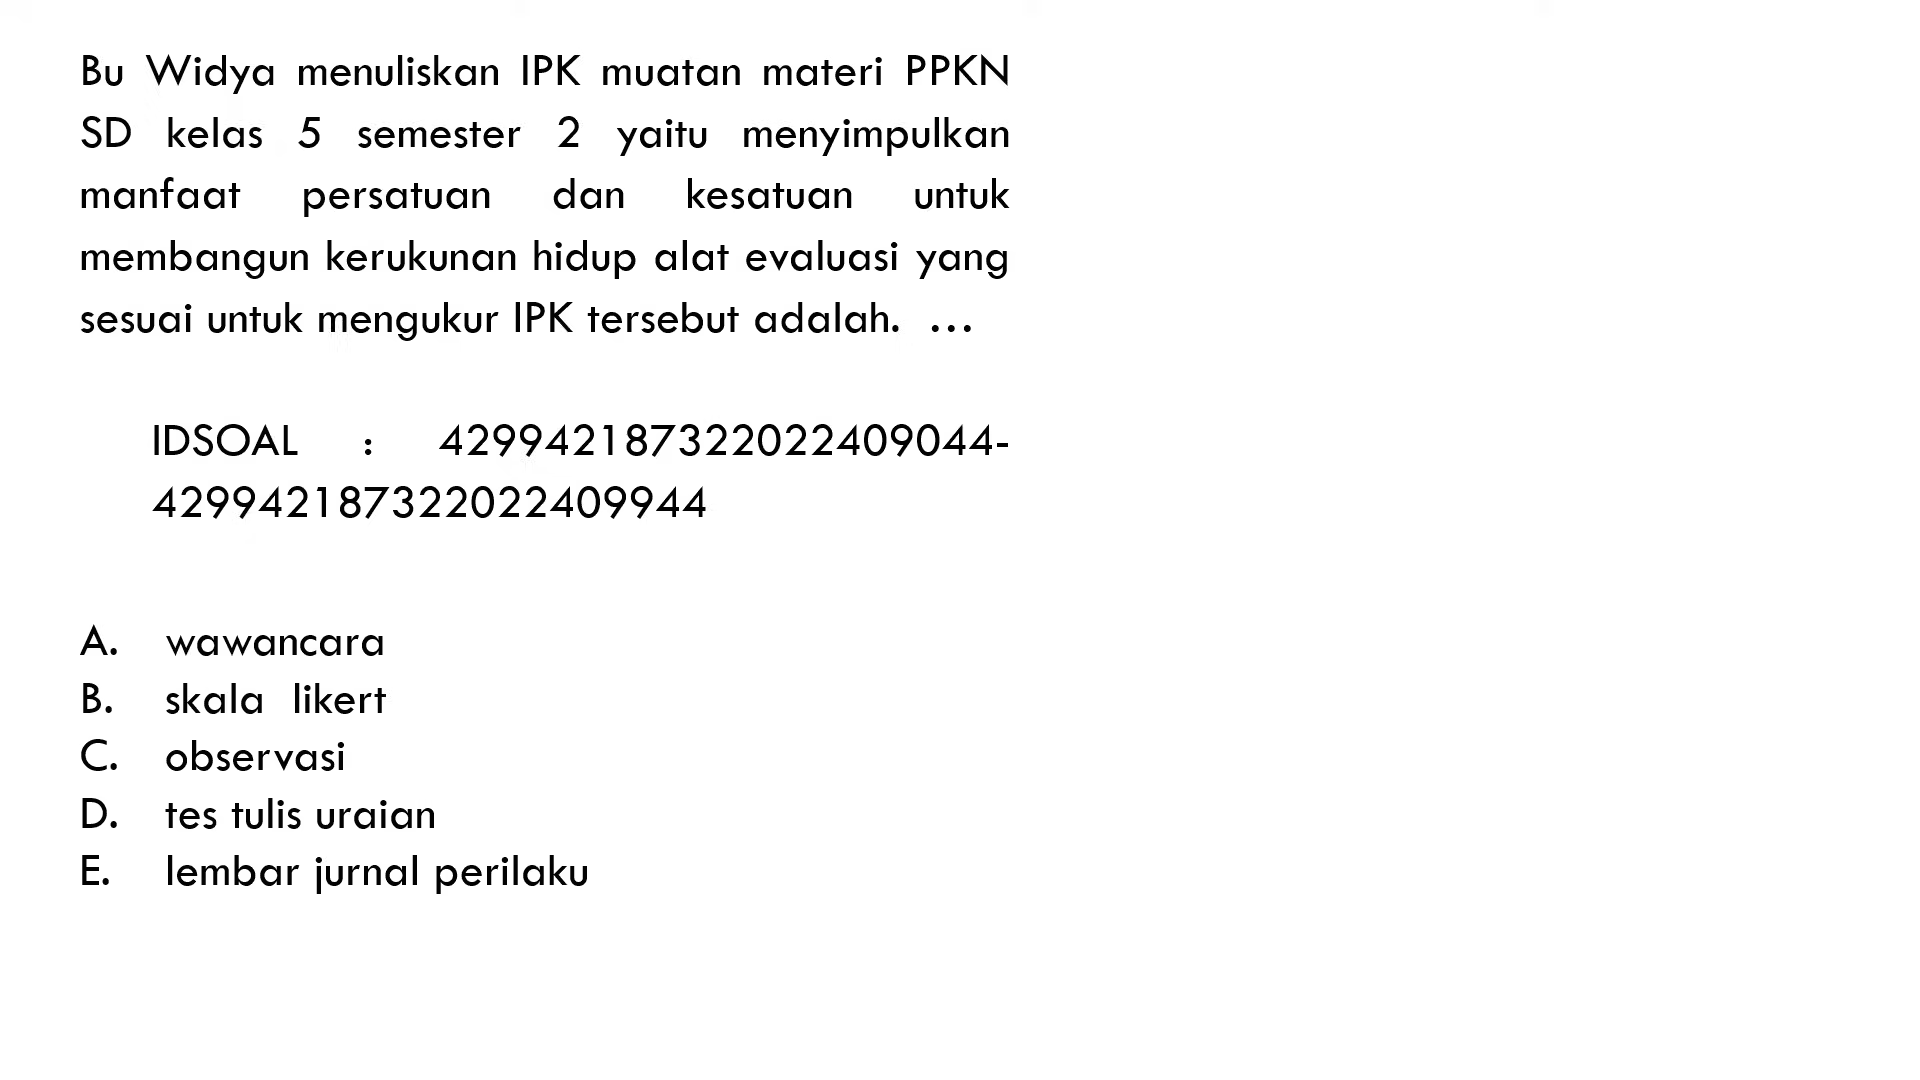 Bu Widya menuliskan IPK muatan materi PPKN
SD kelas 5 semester 2 yaitu menyimpulkan
manfaat persatuan dan kesatuan untuk
membangun kerukunan hidup alat evaluasi yang
sesuai untuk mengukur IPK tersebut adalah. ...
IDSOAL : 429942187322022409044-
429942187322022409944
A. wawancara
B. skala likert
C. observasi
D. tes tulis uraian
E. lembar jurnal perilaku